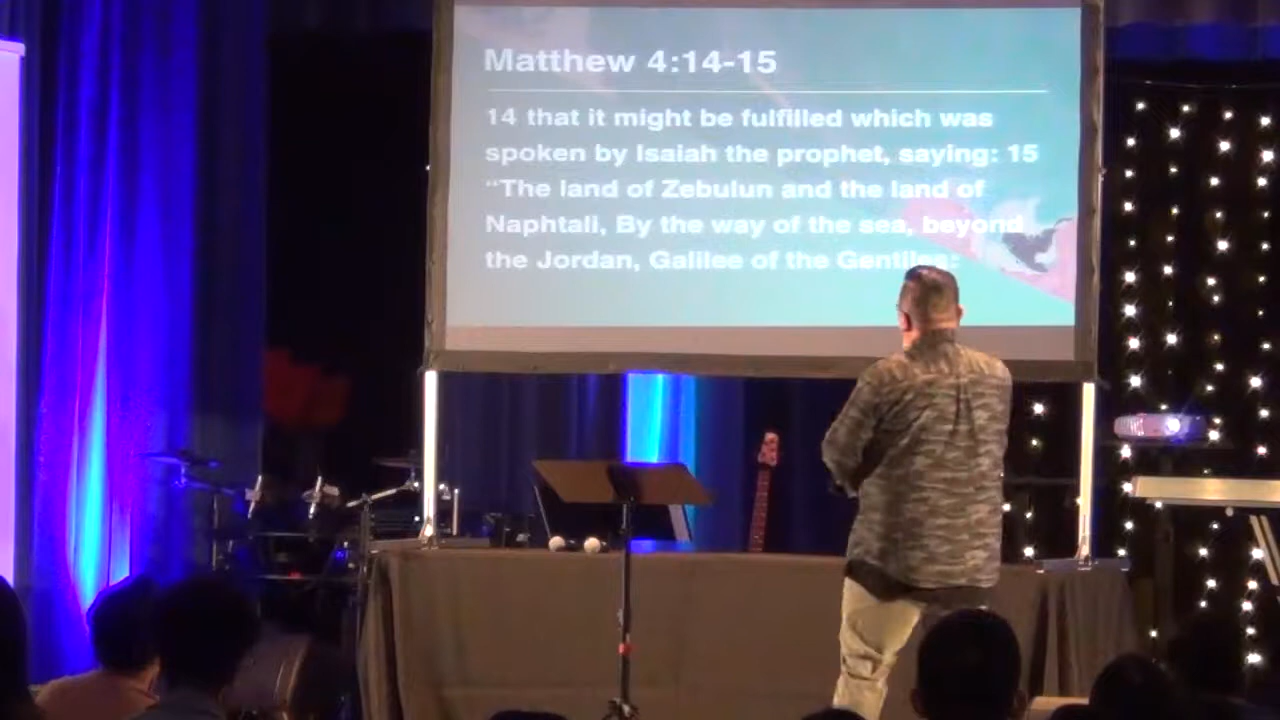 Matthew 4:14-15
14 that it might be fulfilled which was
spoken by Isaiah the prophet, saying: 15
“The land of Zebulun and the land of
Naphtali, By the way of the sea, beyond
the Jordan, Galilee of the Gentiles: